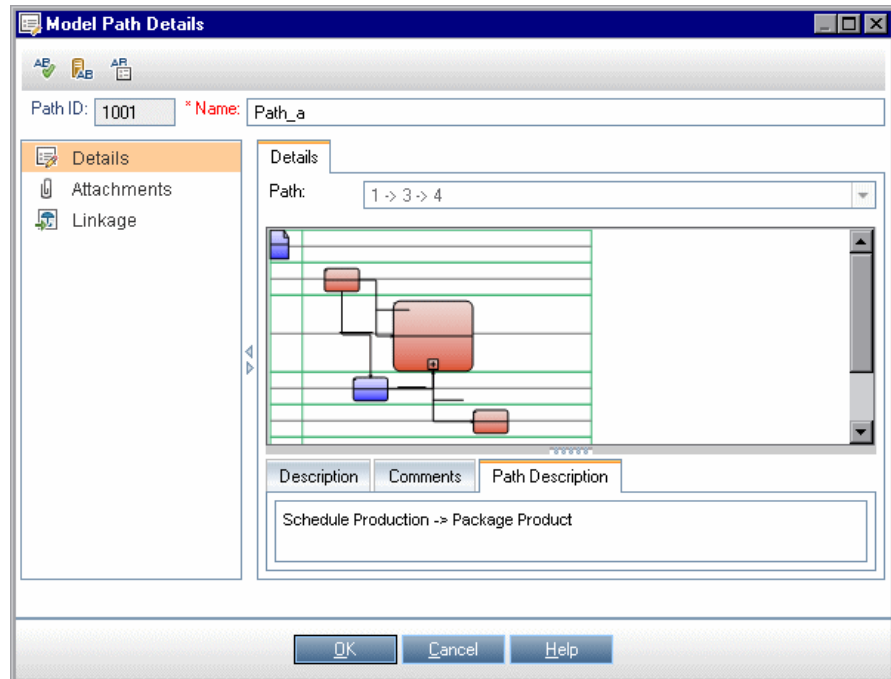 Model Path Details
Path ID: 1001 * Name: Path_a
Details
Attachments
Linkage
Details
Path: 1 -> 3 -> 4
Description Comments Path Description
Schedule Production -> Package Product
OK Cancel Help